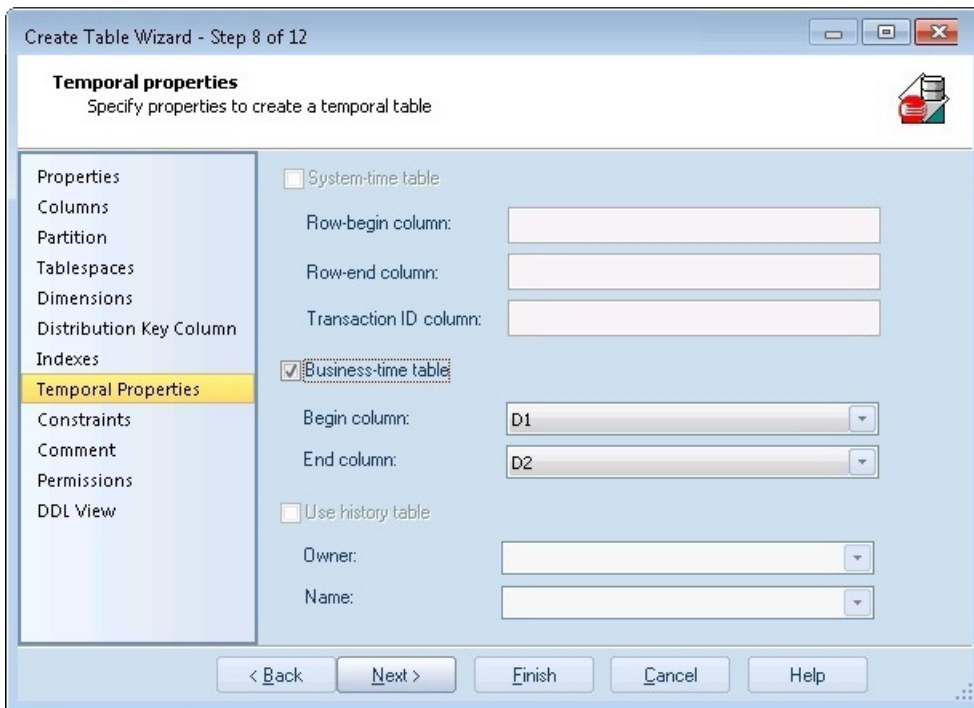 Create Table Wizard - Step 8 of 12
Temporal properties
Specify properties to create a temporal table
Properties
Columns
Partition
Tablespaces
Dimensions
Distribution Key Column
Indexes
Temporal Properties
Constraints
Comment
Permissions
DDL View
System-time table
Row-begin column:
Row-end column:
Transaction ID column:
Business-time table
Begin column:
D1
End column:
D2
Use history table
Owner:
Name:
< Back
Next >
Finish
Cancel
Help